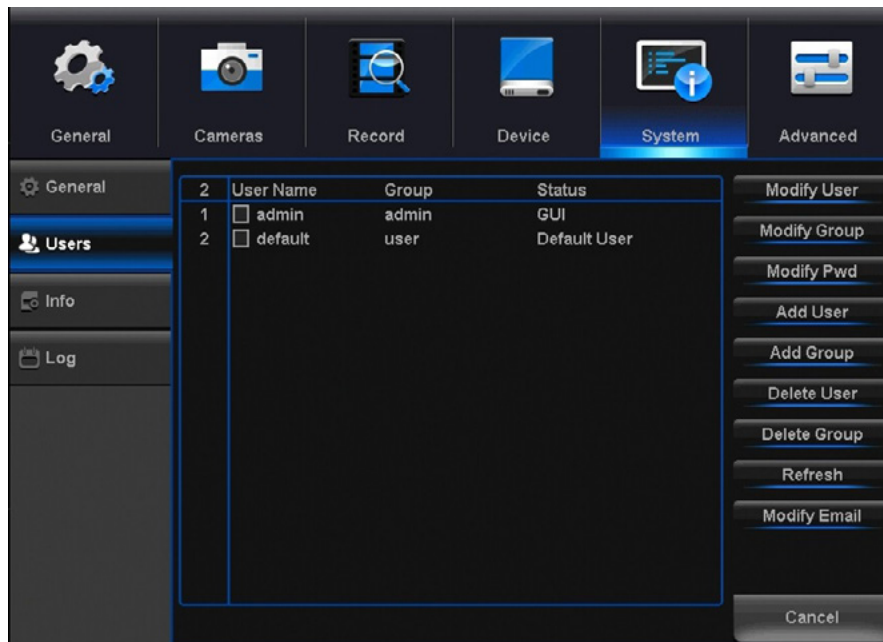 General Cameras Record Device System Advanced
General
Users
Info
Log
2 User Name Group Status
1 admin admin GUI
2 default user Default User
Modify User
Modify Group
Modify Pwd
Add User
Add Group
Delete User
Delete Group
Refresh
Modify Email
Cancel